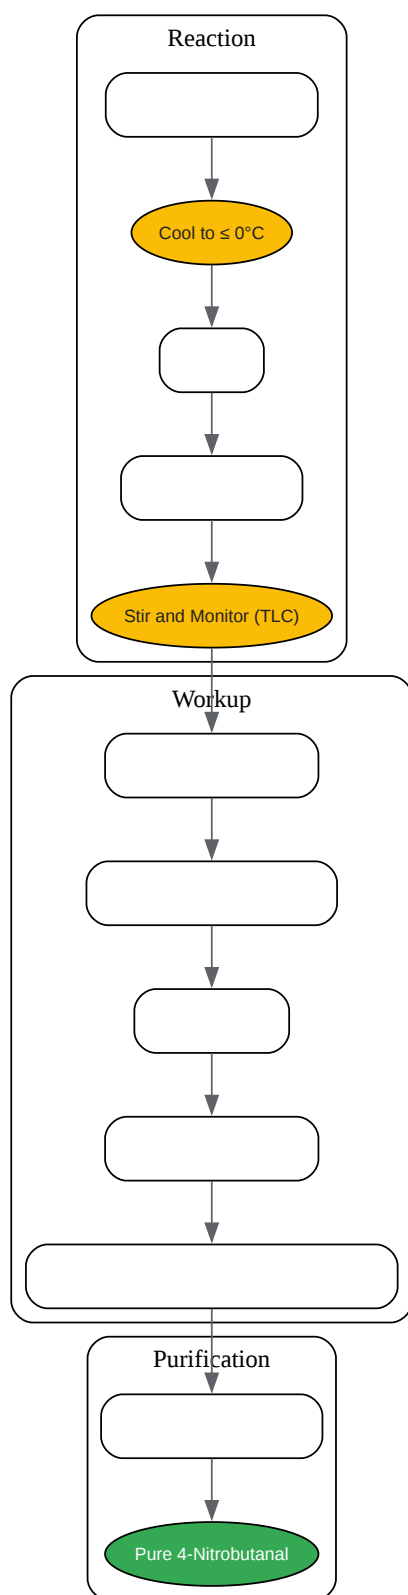 Reaction
Cool to ≤ 0°C
Stir and Monitor (TLC)
Workup
Purification
Pure 4-Nitrobutanal